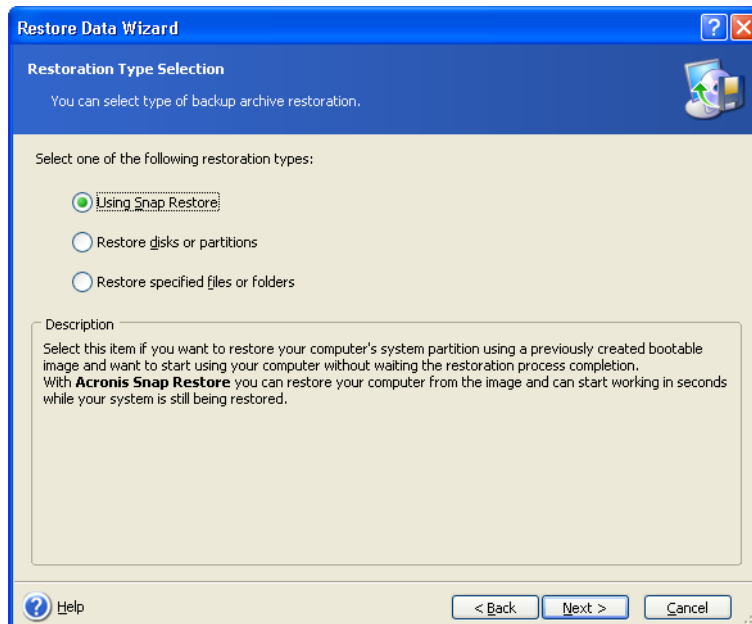 Restore Data Wizard
Restoration Type Selection
You can select type of backup archive restoration.
Select one of the following restoration types:
Using Snap Restore
Restore disks or partitions
Restore specified files or folders
Description
Select this item if you want to restore your computer's system partition using a previously created bootable
image and want to start using your computer without waiting the restoration process completion.
With Acronis Snap Restore you can restore your computer from the image and can start working in seconds
while your system is still being restored.
Help
< Back
Next >
Cancel